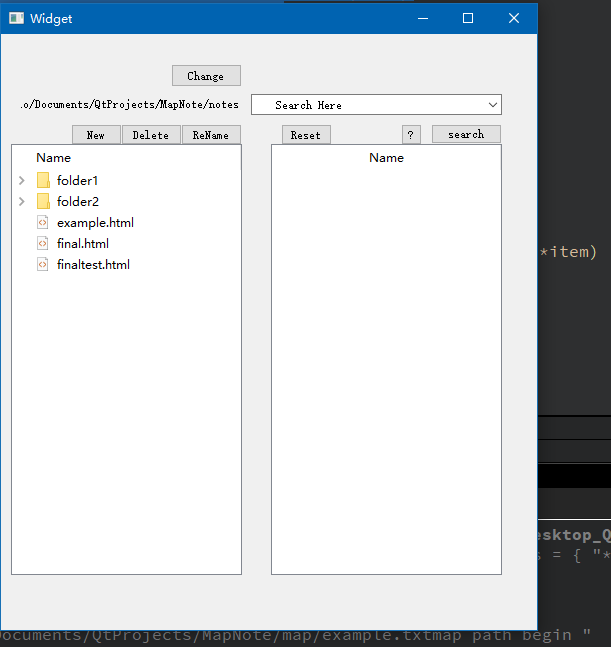 Widget
Change
.o/Documents/QtProjects/MapNote/notes
Search Here
New
Delete
ReName
Reset
?
search
Name
Name
folder1
folder2
example.html
final.html
finaltest.html
*item)
esktop_Q
s = { "*
Documents/QtProjects/MapNote/map/example.txtmap path begin "